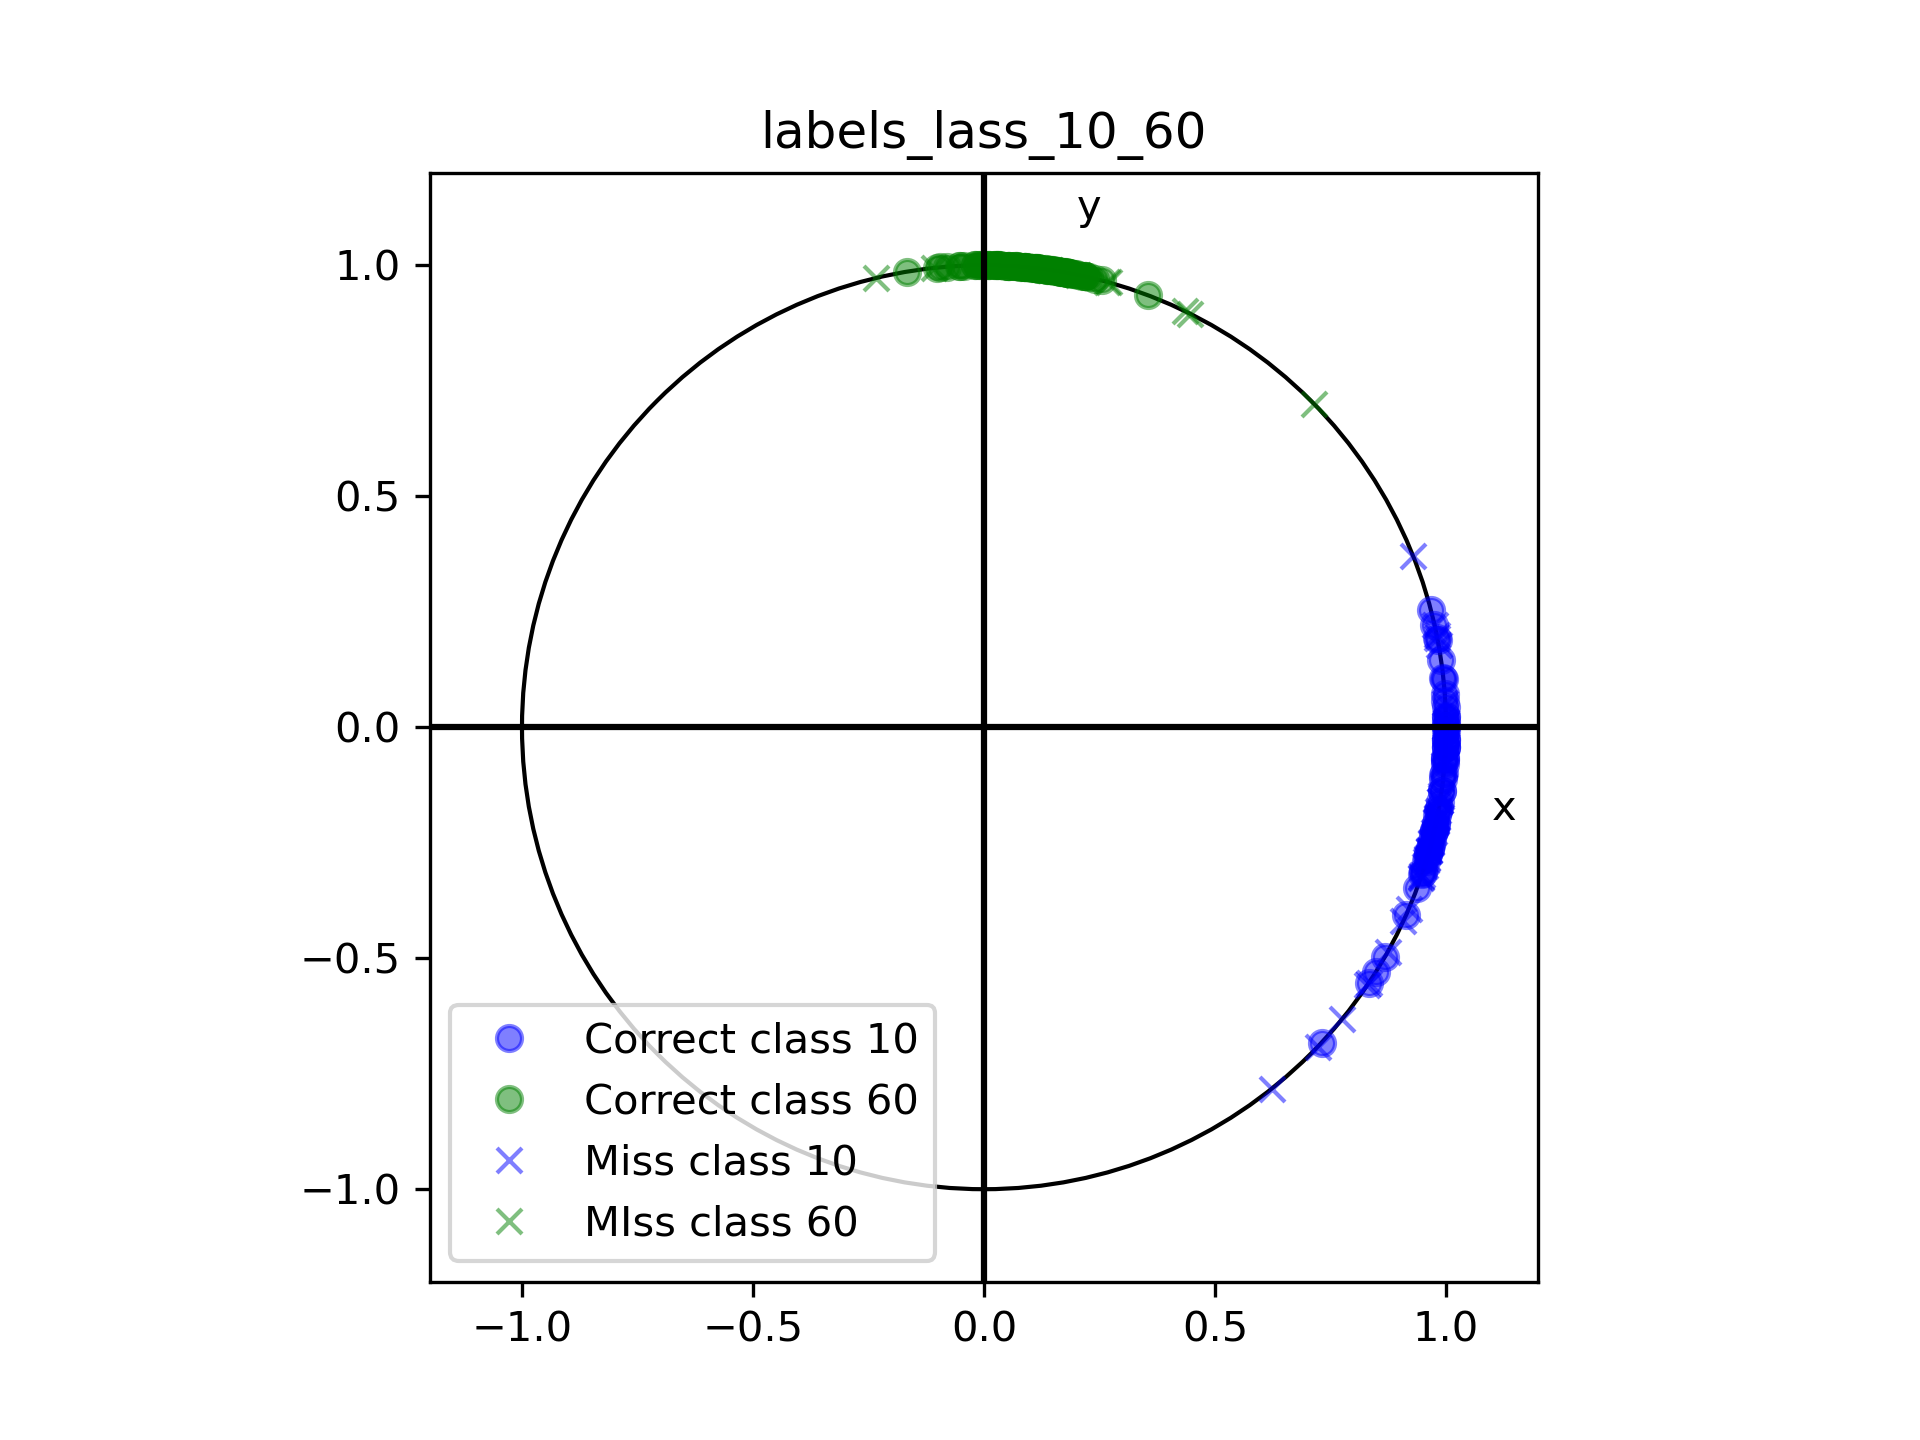 labels_lass_10_60
y
1.0
0.5
0.0
x
−0.5
−1.0
Correct class 10
Correct class 60
Miss class 10
MIss class 60
−1.0 −0.5 0.0 0.5 1.0